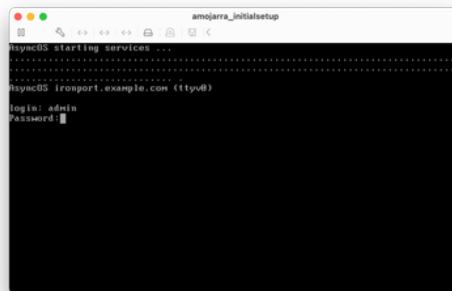 amojarra_initialsetup
AsyncOS starting services ...
................................................................................
................................................................................
............................... .
AsyncOS ironport.example.com (ttyv0)
login: admin
Password: